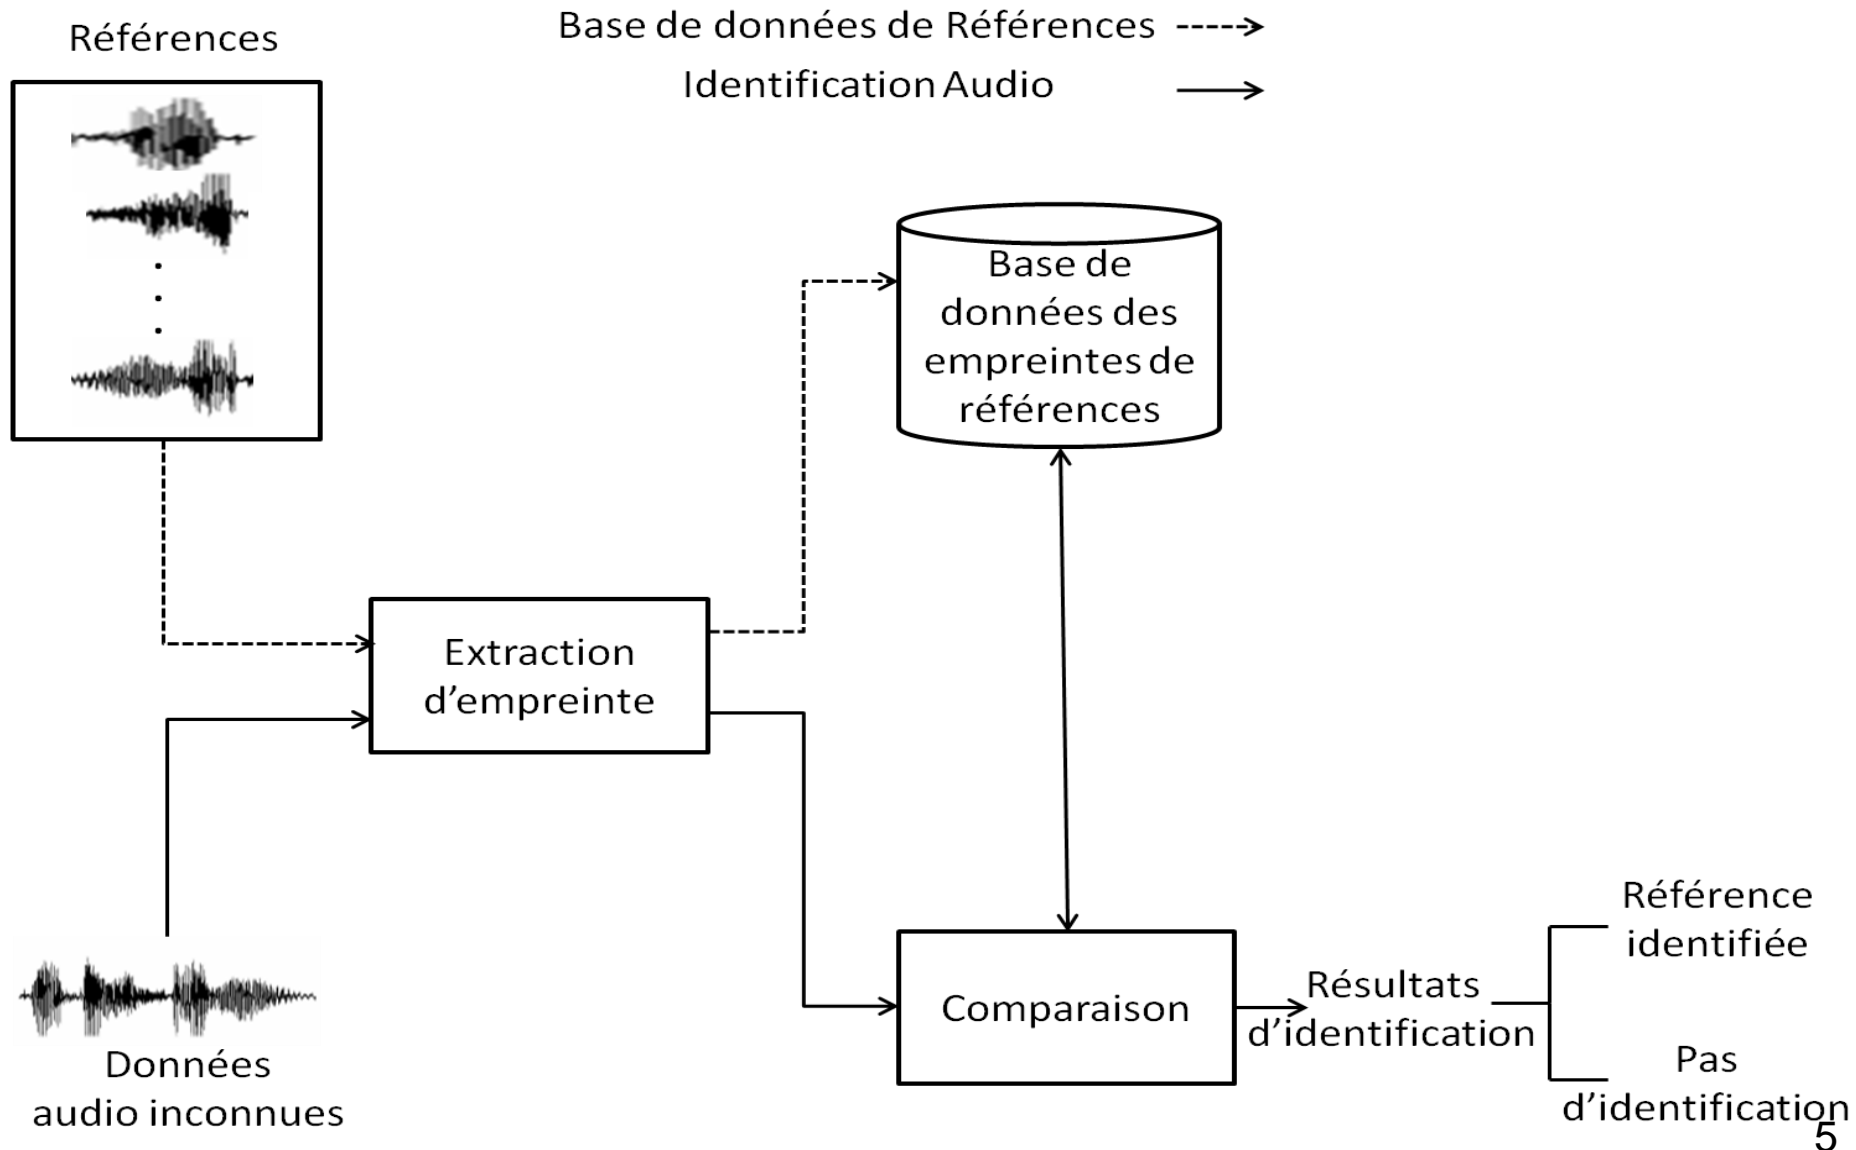 Références
Base de données de Références
Identification Audio
Base de
données des
empreintes de
références
Extraction
d’empreinte
Données
audio inconnues
Comparaison
Résultats
d’identification
Référence
identifiée
Pas
d’identification
5